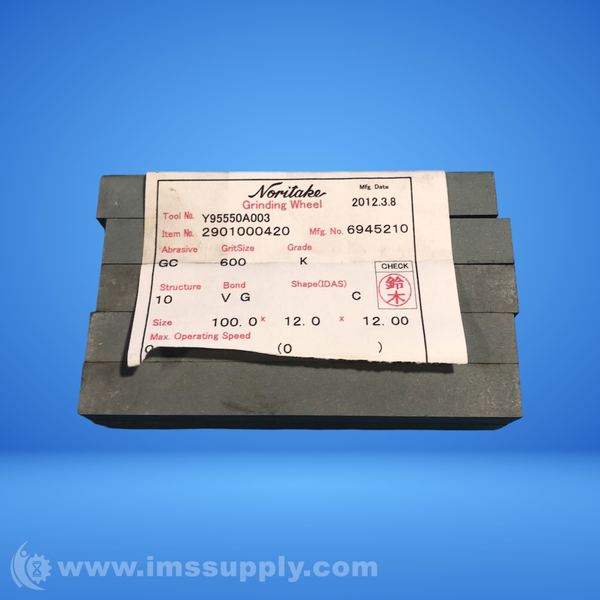 Noritake
Mfg. Date
Grinding Wheel
2012.3.8
Tool No. Y95550A003
Item No. 2901000420 Mfg. No. 6945210
Abrasive GritSize Grade
GC 600 K
CHECK
鈴木
Structure Bond Shape(IDAS)
10 V G C
Size 100.0 x 12.0 x 12.00
Max. Operating Speed
0 (0 )
www.imssupply.com